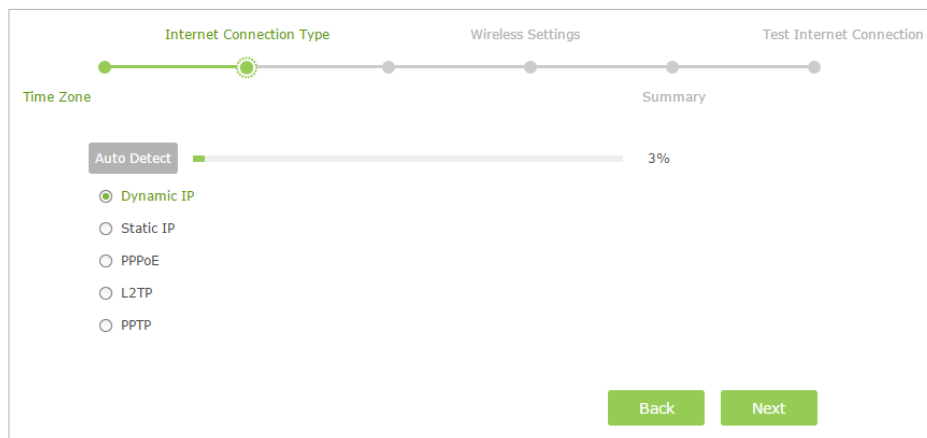 Internet Connection Type Wireless Settings Test Internet Connection
Time Zone Summary
Auto Detect 3%
Dynamic IP
Static IP
PPPoE
L2TP
PPTP
Back Next